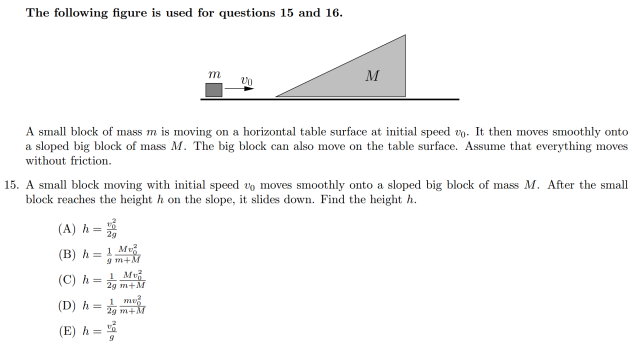 The following figure is used for questions 15 and 16.
m
v₀
M
A small block of mass m is moving on a horizontal table surface at initial speed v₀. It then moves smoothly onto
a sloped big block of mass M. The big block can also move on the table surface. Assume that everything moves
without friction.
15. A small block moving with initial speed v₀ moves smoothly onto a sloped big block of mass M. After the small
block reaches the height h on the slope, it slides down. Find the height h.
(A) h = \frac{v_0^2}{2g}
(B) h = \frac{1}{g} \frac{Mv_0^2}{m+M}
(C) h = \frac{1}{2g} \frac{Mv_0^2}{m+M}
(D) h = \frac{1}{2g} \frac{mv_0^2}{m+M}
(E) h = \frac{v_0^2}{g}